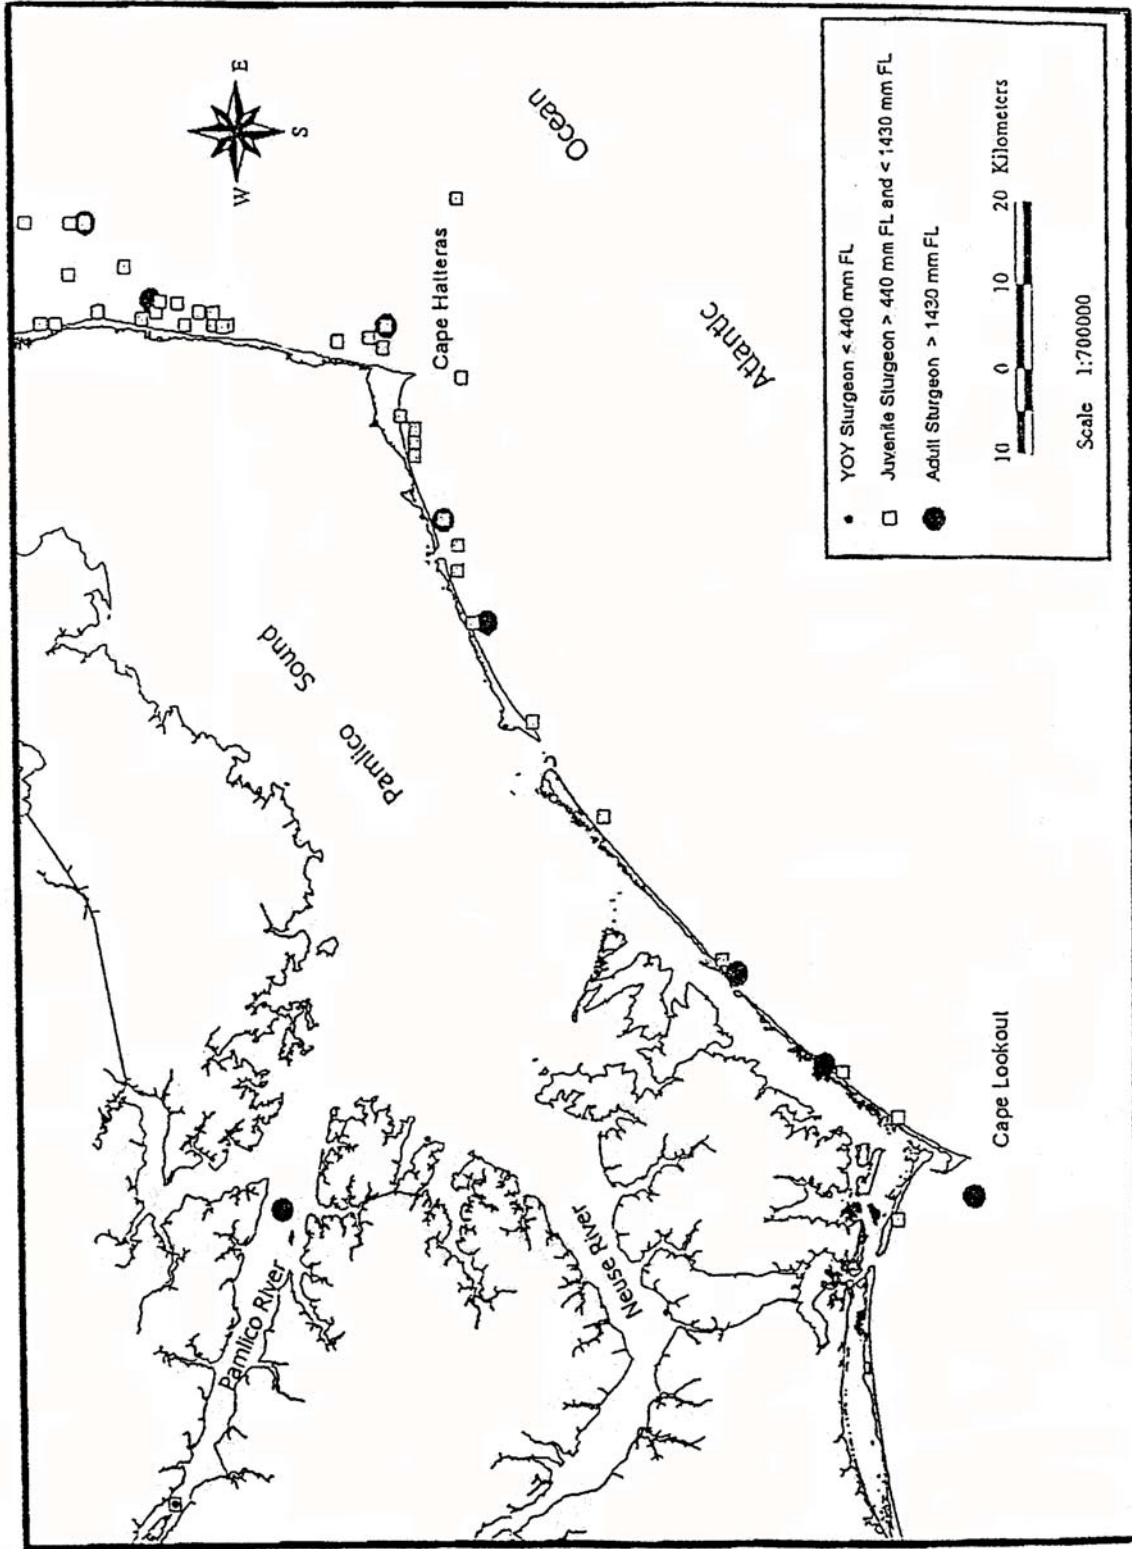 E
S
W
Ocean
Atlantic
Cape Hatteras
Pamlico
Sound
Pamlico River
Neuse River
Cape Lookout
YOY Sturgeon < 440 mm FL
Juvenile Sturgeon > 440 mm FL and < 1430 mm FL
Adult Sturgeon > 1430 mm FL
10 0 10 20 Kilometers
Scale 1:700000